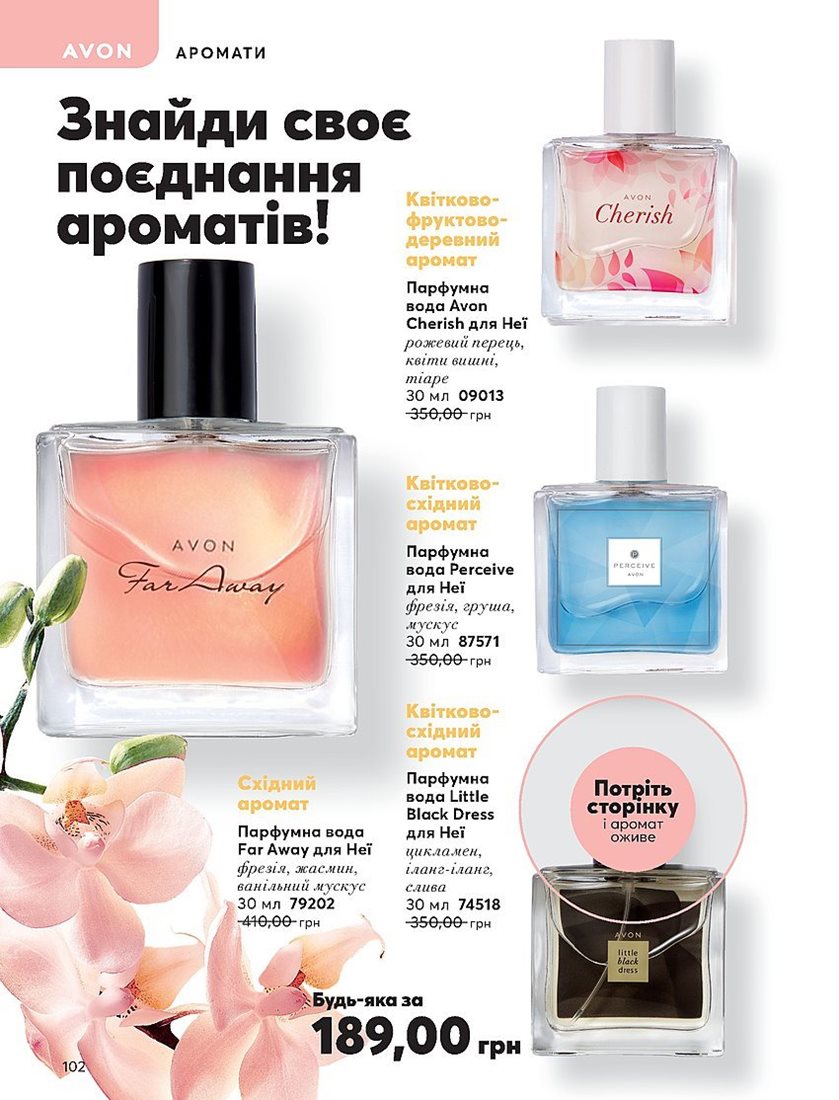 AVON
АРОМАТИ
Знайди своє
поєднання
ароматів!
Квітково-
фруктово-
деревний
аромат
Парфумна
вода Avon
Cherish для Неї
рожевий перець,
квіти вишні,
тіаре
30 мл 09013
350,00 грн
AVON
Cherish
AVON
Far Away
Квітково-
східний
аромат
Парфумна
вода Perceive
для Неї
фрезія, груша,
мускус
30 мл 87571
350,00 грн
P
PERCEIVE
AVON
Східний
аромат
Парфумна вода
Far Away для Неї
фрезія, жасмин,
ванільний мускус
30 мл 79202
410,00 грн
Квітково-
східний
аромат
Парфумна
вода Little
Black Dress
для Неї
цикламен,
іланг-іланг,
слива
30 мл 74518
350,00 грн
Потріть
сторінку
і аромат
оживе
AVON
little
black
dress
Будь-яка за
189,00 грн
102